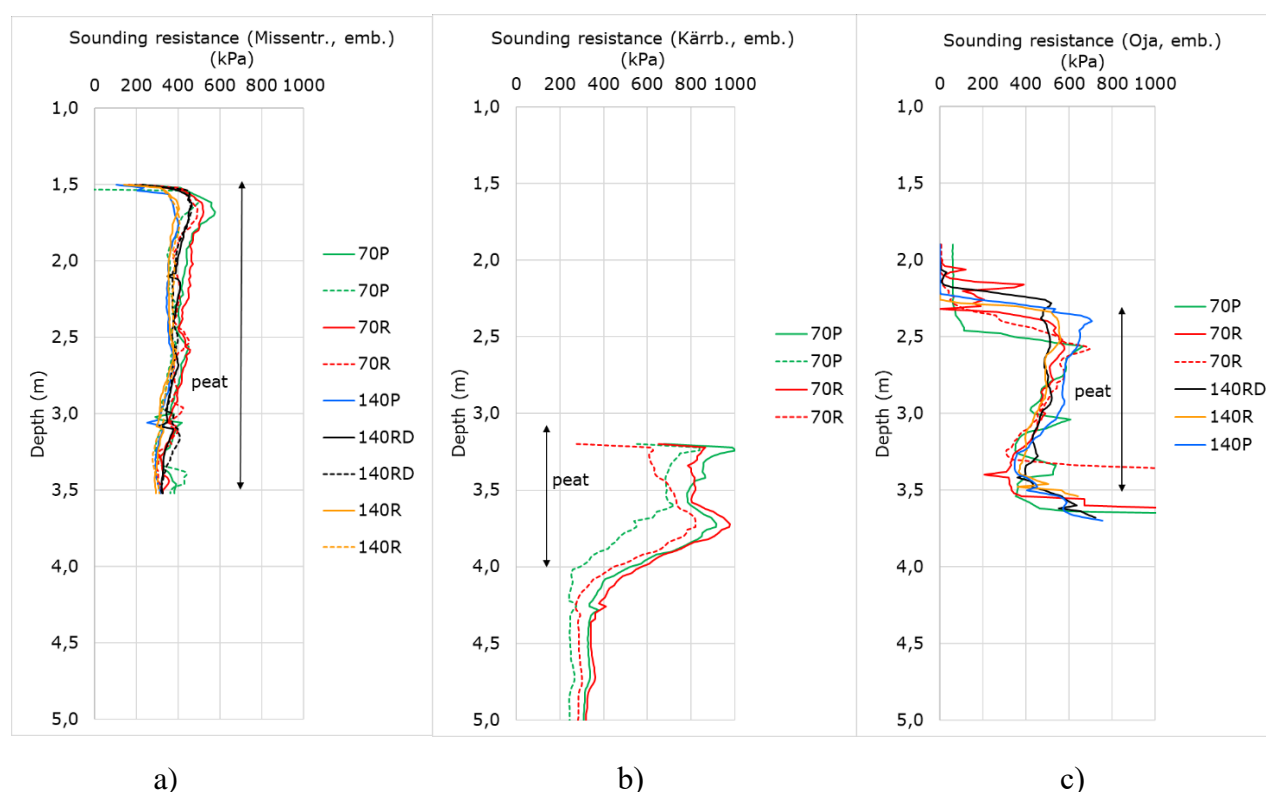 Sounding resistance (Missentr., emb.)
(kPa)
0 200 400 600 800 1000
1,0
1,5
2,0
2,5
3,0
3,5
4,0
4,5
5,0
Depth (m)
peat
70P
70P
70R
70R
140P
140RD
140RD
140R
140R
a)
Sounding resistance (Kärrb., emb.)
(kPa)
0 200 400 600 800 1000
1,0
1,5
2,0
2,5
3,0
3,5
4,0
4,5
5,0
Depth (m)
peat
70P
70P
70R
70R
b)
Sounding resistance (Oja, emb.)
(kPa)
0 200 400 600 800 1000
1,0
1,5
2,0
2,5
3,0
3,5
4,0
4,5
5,0
Depth (m)
peat
70P
70R
70R
140RD
140R
140P
c)